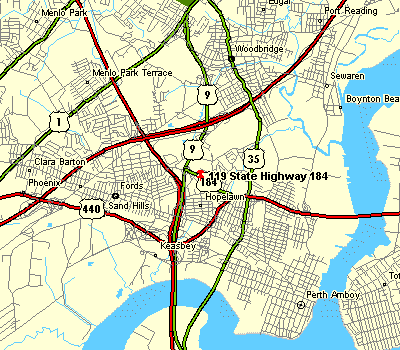 Menlo Park
Edgar
Port Reading
Woodbridge
Menlo Park Terrace
Sewaren
9
Boynton Bea
1
9
35
Clara Barton
119 State Highway 184
Phoenix
184
Fords
Hopelawn
440
Sand Hills
Keasbey
Tot
Perth Amboy